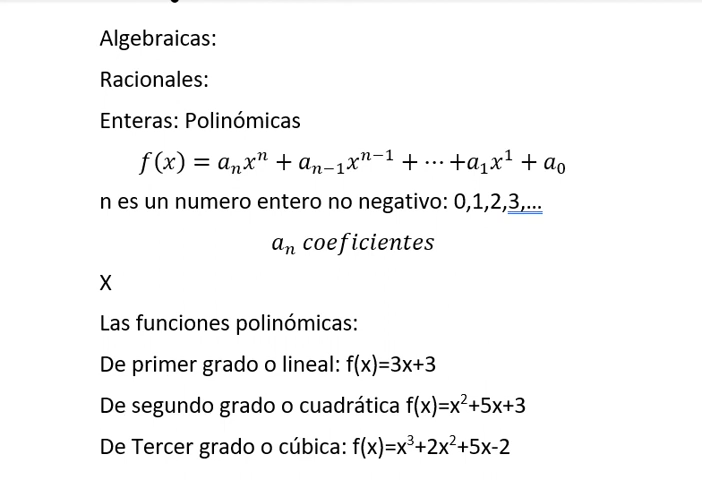 Algebraicas:
Racionales:
Enteras: Polinómicas
f(x) = aₙxⁿ + aₙ₋₁xⁿ⁻¹ + ⋯ +a₁x¹ + a₀
n es un numero entero no negativo: 0,1,2,3,...
aₙ coeficientes
X
Las funciones polinómicas:
De primer grado o lineal: f(x)=3x+3
De segundo grado o cuadrática f(x)=x²+5x+3
De Tercer grado o cúbica: f(x)=x³+2x²+5x-2